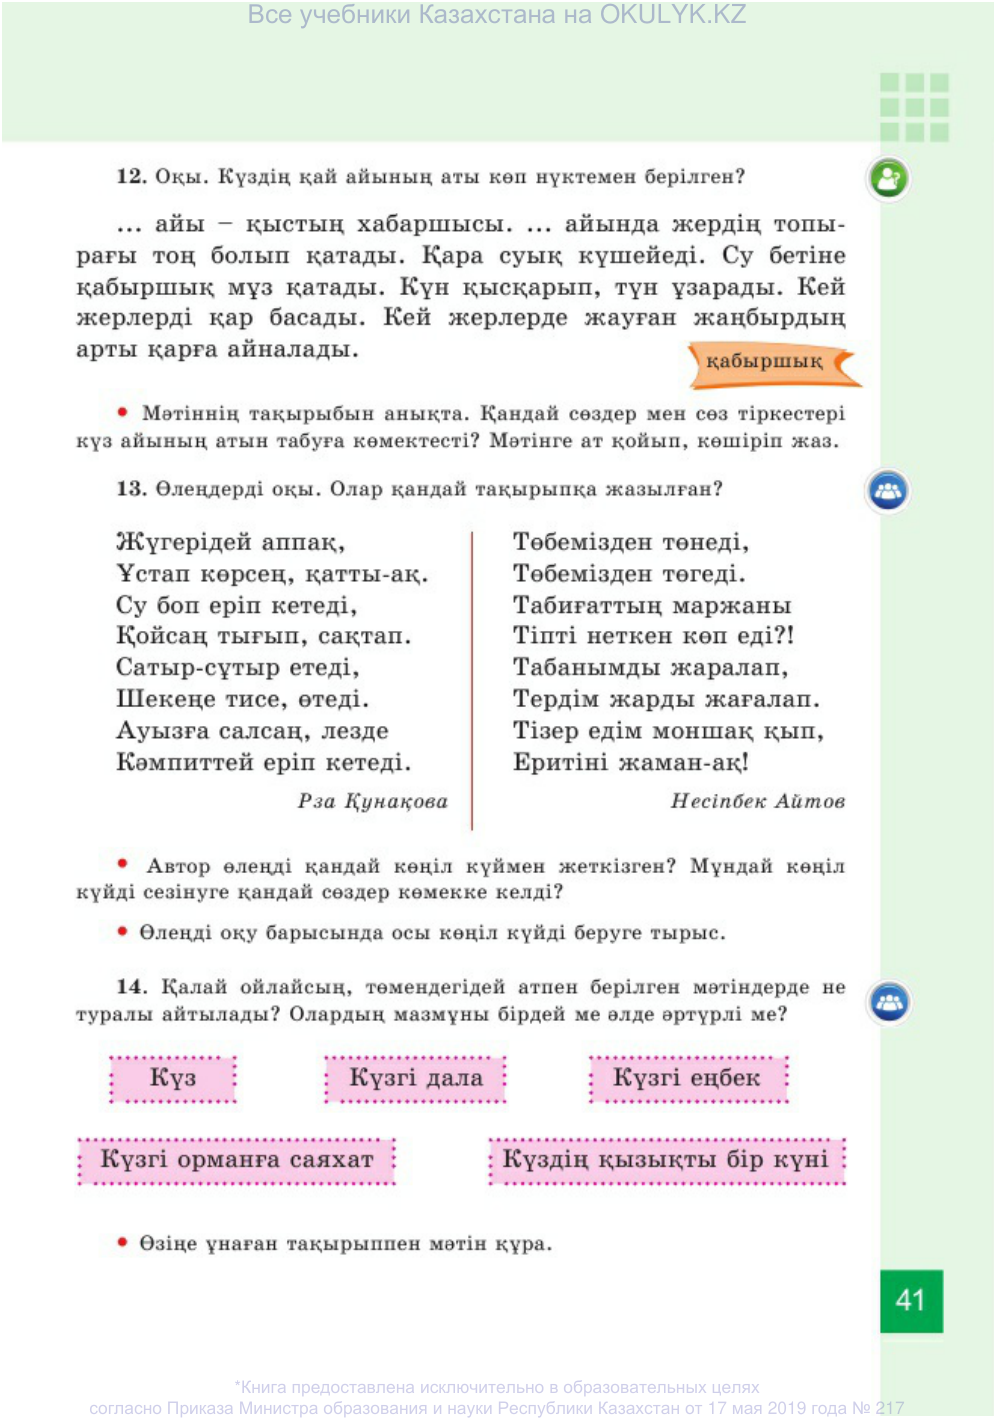 Все учебники Казахстана на OKULYK.KZ
12. Оқы. Күздің қай айының аты көп нүктемен берілген?
... айы – қыстың хабаршысы. ... айында жердің топы-
рағы тоң болып қатады. Қара суық күшейеді. Су бетіне
қабыршық мұз қатады. Күн қысқарып, түн ұзарады. Кей
жерлерді қар басады. Кей жерлерде жауған жаңбырдың
арты қарға айналады.
қабыршық
• Мәтіннің тақырыбын анықта. Қандай сөздер мен сөз тіркестері
күз айының атын табуға көмектесті? Мәтінге ат қойып, көшіріп жаз.
13. Өлеңдерді оқы. Олар қандай тақырыпқа жазылған?
Жүгерідей аппақ,
Ұстап көрсең, қатты-ақ.
Су боп еріп кетеді,
Қойсаң тығып, сақтап.
Сатыр-сұтыр етеді,
Шекеңе тисе, өтеді.
Ауызға салсаң, лезде
Кәмпиттей еріп кетеді.
Рза Қунақова
Төбемізден төнеді,
Төбемізден төгеді.
Табиғаттың маржаны
Тіпті неткен көп еді?!
Табанымды жаралап,
Тердім жарды жағалап.
Тізер едім моншақ қып,
Еритіні жаман-ақ!
Несіпбек Айтов
• Автор өлеңді қандай көңіл күймен жеткізген? Мұндай көңіл
күйді сезінуге қандай сөздер көмекке келді?
• Өлеңді оқу барысында осы көңіл күйді беруге тырыс.
14. Қалай ойлайсың, төмендегідей атпен берілген мәтіндерде не
туралы айтылады? Олардың мазмұны бірдей ме әлде әртүрлі ме?
Күз
Күзгі дала
Күзгі еңбек
Күзгі орманға саяхат
Күздің қызықты бір күні
• Өзіңе ұнаған тақырыппен мәтін құра.
41
*Книга предоставлена исключительно в образовательных целях
согласно Приказа Министра образования и науки Республики Казахстан от 17 мая 2019 года № 217